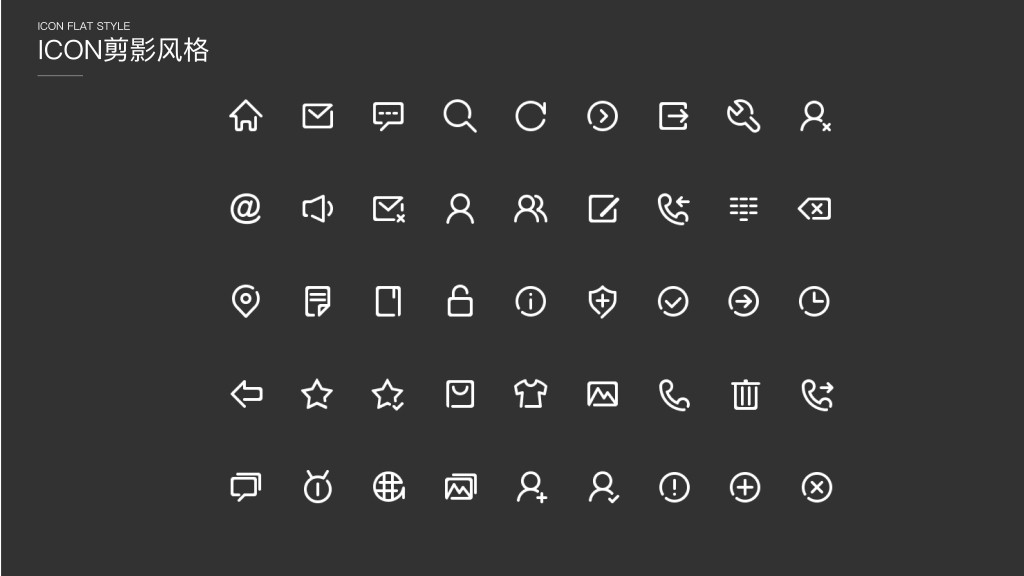 ICON FLAT STYLE
ICON剪影风格